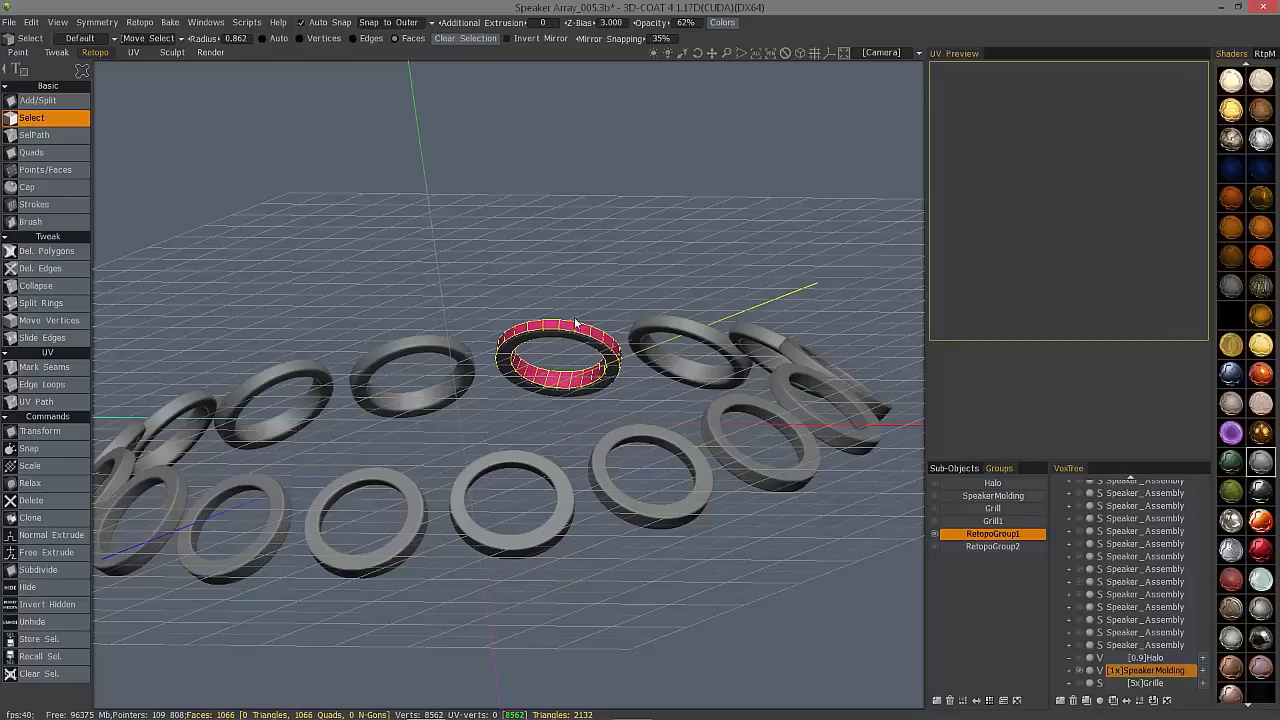 Speaker Array_005.3b* - 3D-COAT 4.1.17D(CUDA)(DX64)
File Edit View Symmetry Retopo Bake Windows Scripts Help Auto Snap Snap to Outer Additional Extrusion 0 Z-Bias 3.000 Opacity 62% Colors
Select Default [Move Select] Radius 0.862 Auto Vertices Edges Faces Clear Selection Invert Mirror Mirror Snapping 35%
Paint Tweak Retopo UV Sculpt Render [Camera] UV Preview Shaders RtpM
Basic
Add/Split
Select
SelPath
Quads
Points/Faces
Cap
Strokes
Brush
Tweak
Del. Polygons
Del. Edges
Collapse
Split Rings
Move Vertices
Slide Edges
UV
Mark Seams
Edge Loops
UV Path
Commands
Transform
Snap
Scale
Relax
Delete
Clone
Normal Extrude
Free Extrude
Subdivide
HIDE Hide
Invert Hidden
UNHIDE Unhide
Store Sel.
Recall Sel.
Clear Sel.
Sub-Objects Groups
Halo
SpeakerMolding
Grill
Grill1
RetopoGroup1
RetopoGroup2
VoxTree
S Speaker_Assembly
S Speaker_Assembly
S Speaker_Assembly
S Speaker_Assembly
S Speaker_Assembly
S Speaker_Assembly
S Speaker_Assembly
S Speaker_Assembly
S Speaker_Assembly
S Speaker_Assembly
S Speaker_Assembly
S Speaker_Assembly
S Speaker_Assembly
S Speaker_Assembly
V [0.9]Halo +
V [1x]SpeakerMolding +
S [5x]Grille +
fps:40; Free: 96375 Mb,Pointers: 109 808;Faces: 1066 [0 Triangles, 1066 Quads, 0 N-Gons] Verts: 8562 UV-verts: 0 [8562] Triangles: 2132